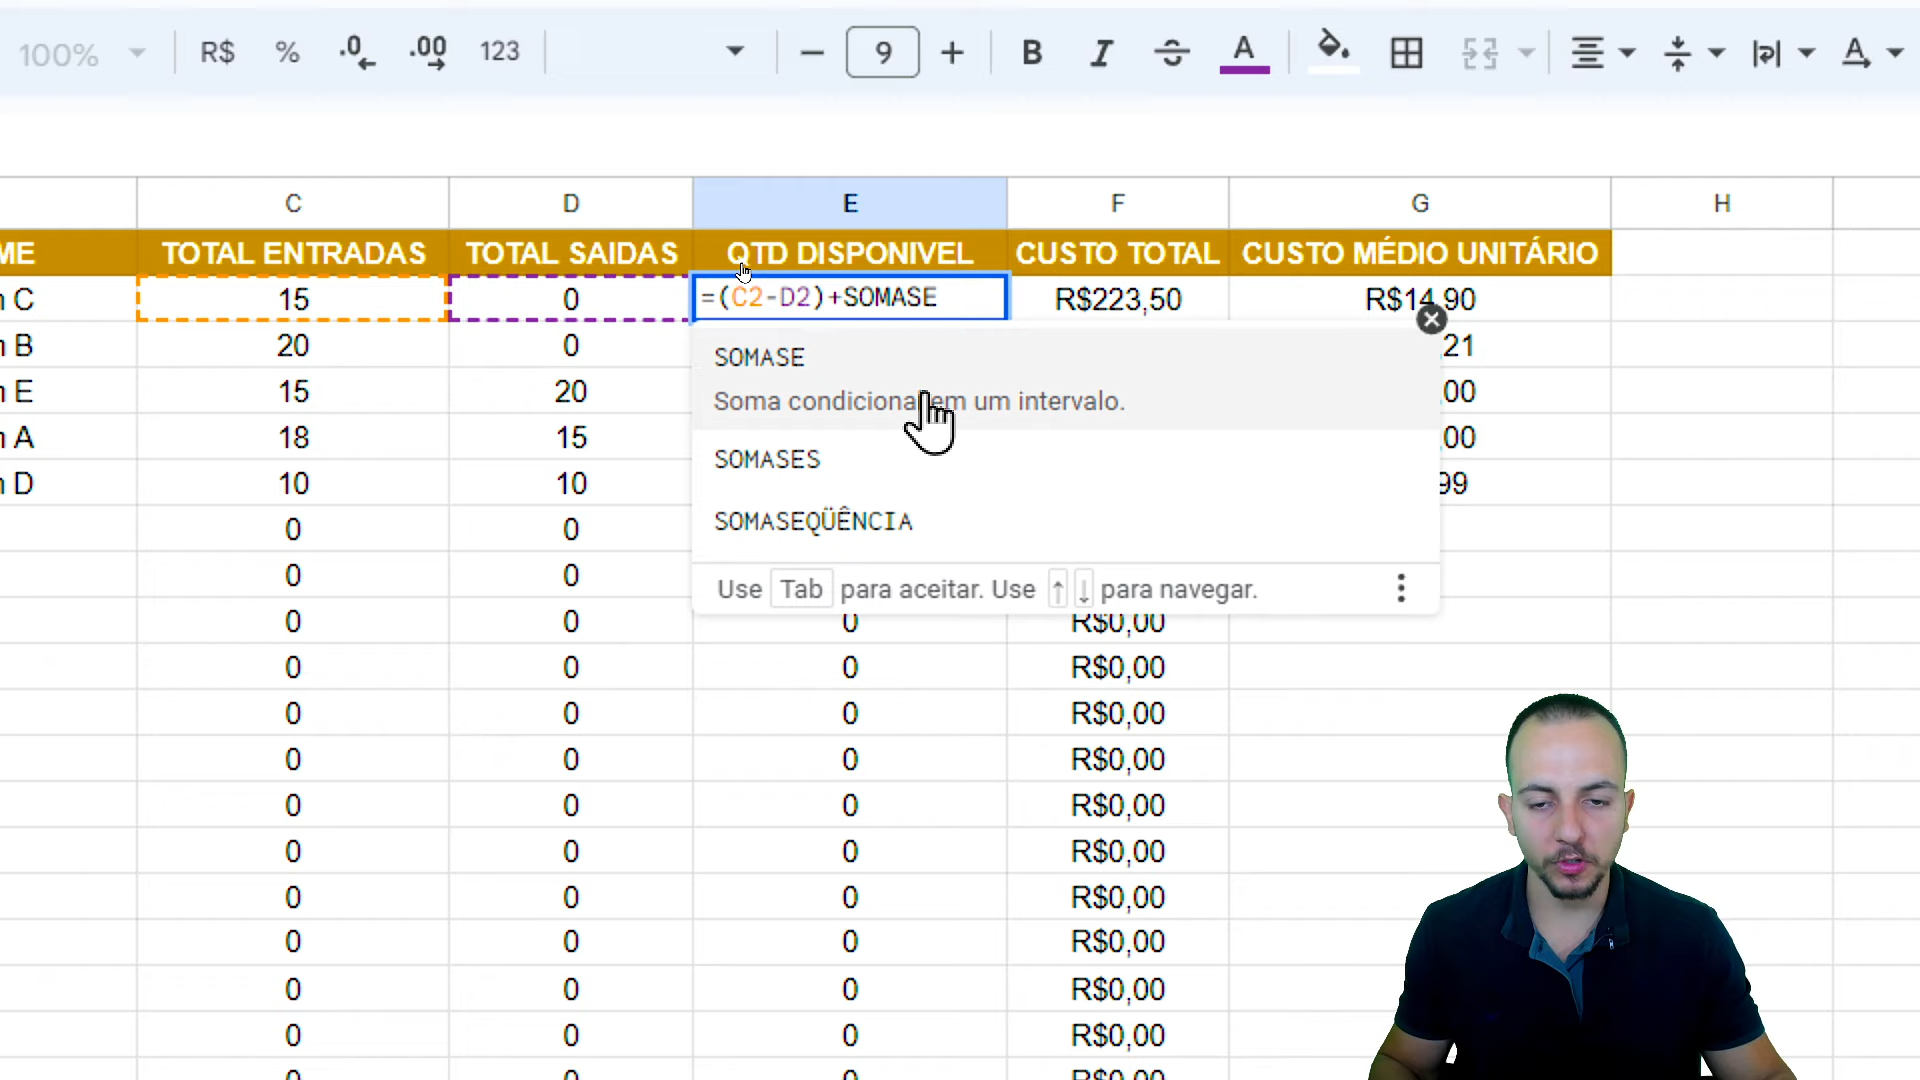 100% R$ % .0 .00 123 9 B I A A
C D E F G H
ME TOTAL ENTRADAS TOTAL SAIDAS QTD DISPONIVEL CUSTO TOTAL CUSTO MÉDIO UNITÁRIO
C 15 0 =(C2-D2)+SOMASE R$223,50 R$14,90
B 20 0 SOMASE 21
E 15 20 Soma condicional em um intervalo. 00
A 18 15 SOMASES 00
D 10 10 99
0 0 SOMASEQÜÊNCIA
0 0 Use Tab para aceitar. Use ↑ ↓ para navegar.
0 0 0 R$0,00
0 0 0 R$0,00
0 0 0 R$0,00
0 0 0 R$0,00
0 0 0 R$0,00
0 0 0 R$0,00
0 0 0 R$0,00
0 0 0 R$0,00
0 0 0 R$0,00
0 0 0 R$0,00
0 0 0 R$0,00